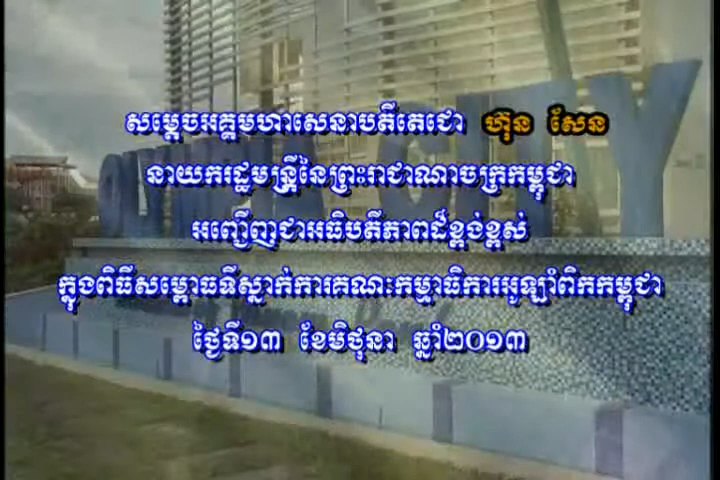 សម្ដេចអគ្គមហាសេនាបតីតេជោ ហ៊ុន សែន
នាយករដ្ឋមន្ត្រីនៃព្រះរាជាណាចក្រកម្ពុជា
អញ្ជើញជាអធិបតីភាពដ៏ខ្ពង់ខ្ពស់
ក្នុងពិធីសម្ពោធទីស្នាក់ការគណៈកម្មាធិការអូឡាំពិកកម្ពុជា
ថ្ងៃទី១៣ ខែមិថុនា ឆ្នាំ២០១៣
OLYMPIA CITY